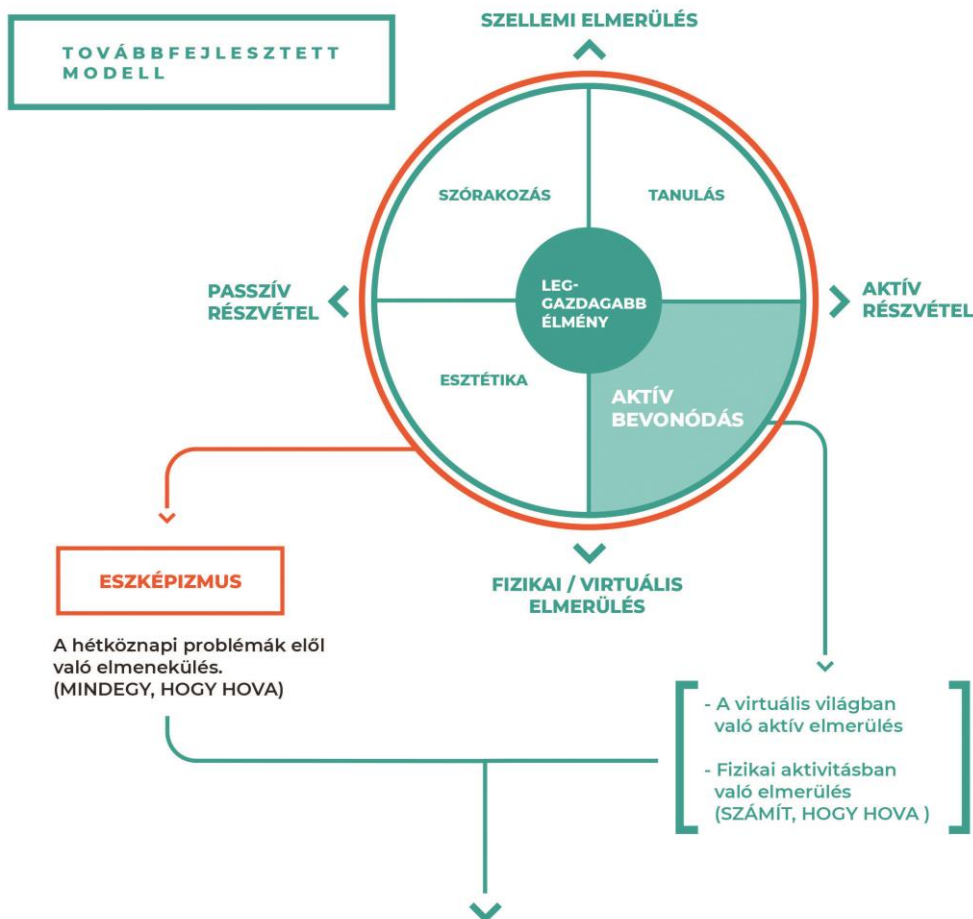 TOVÁBBFEJLESZTETT
MODELL
SZELLEMI ELMERÜLÉS
SZÓRAKOZÁS
TANULÁS
PASSZÍV
RÉSZVÉTEL
LEG-
GAZDAGABB
ÉLMÉNY
AKTÍV
RÉSZVÉTEL
ESZTÉTIKA
AKTÍV
BEVONÓDÁS
FIZIKAI / VIRTUÁLIS
ELMERÜLÉS
ESZKÉPIZMUS
A hétköznapi problémák elől
való elmenekülés.
(MINDEGY, HOGY HOVA)
- A virtuális világban
való aktív elmerülés
- Fizikai aktivitásban
való elmerülés
(SZÁMÍT, HOGY HOVA )